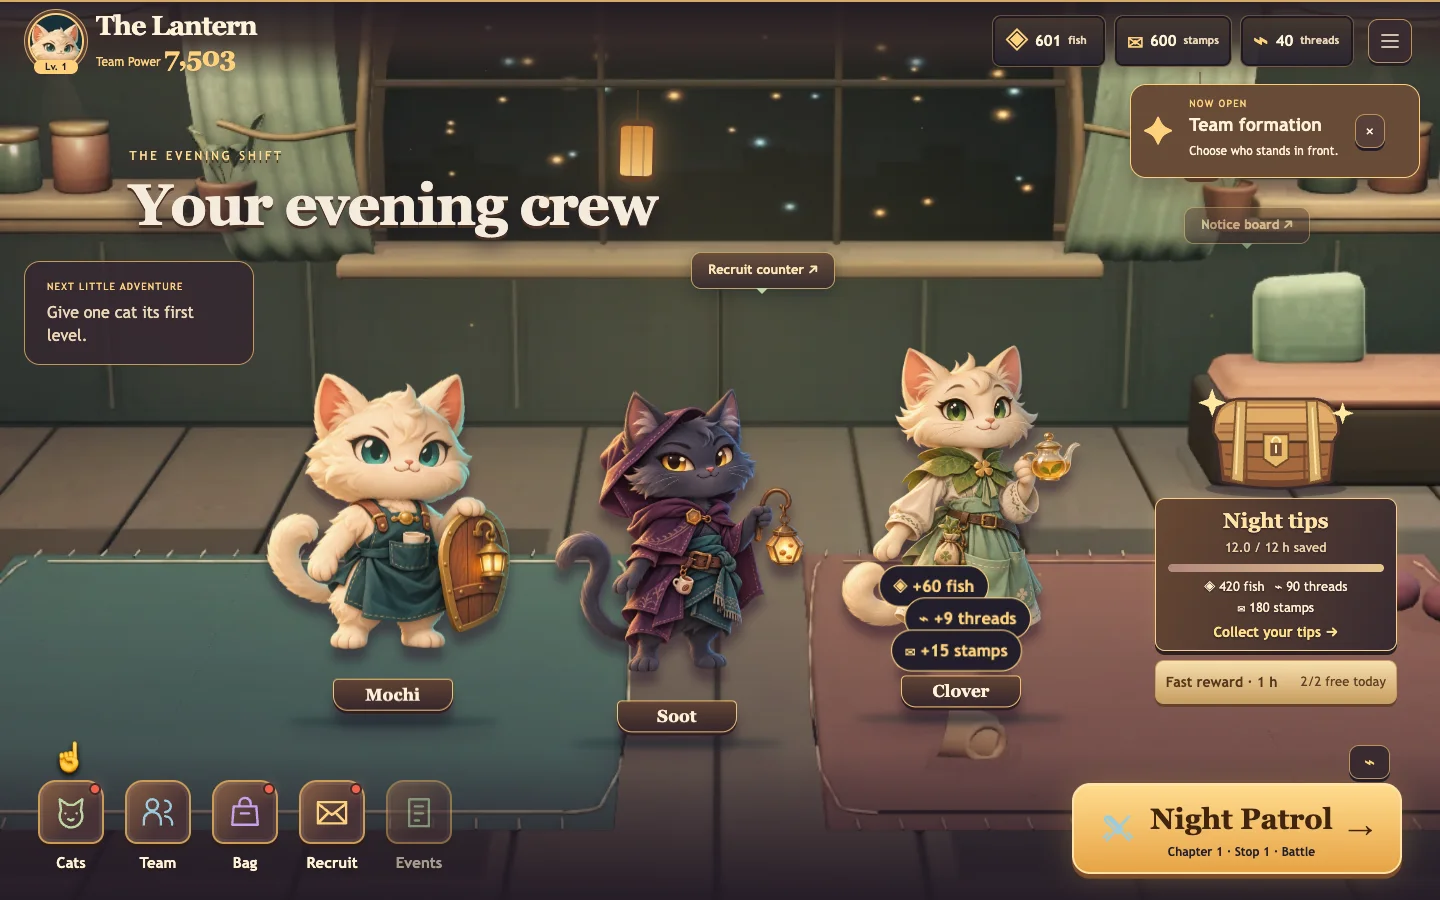 The Lantern
Team Power 7,503
Lv. 1
601 fish
600 stamps
40 threads
NOW OPEN
Team formation
Choose who stands in front.
×
THE EVENING SHIFT
Your evening crew
Notice board ↗
Recruit counter ↗
NEXT LITTLE ADVENTURE
Give one cat its first
level.
Night tips
12.0 / 12 h saved
420 fish 90 threads
180 stamps
Collect your tips →
Fast reward · 1 h 2/2 free today
+60 fish
+9 threads
+15 stamps
Mochi
Soot
Clover
Cats
Team
Bag
Recruit
Events
Night Patrol →
Chapter 1 · Stop 1 · Battle